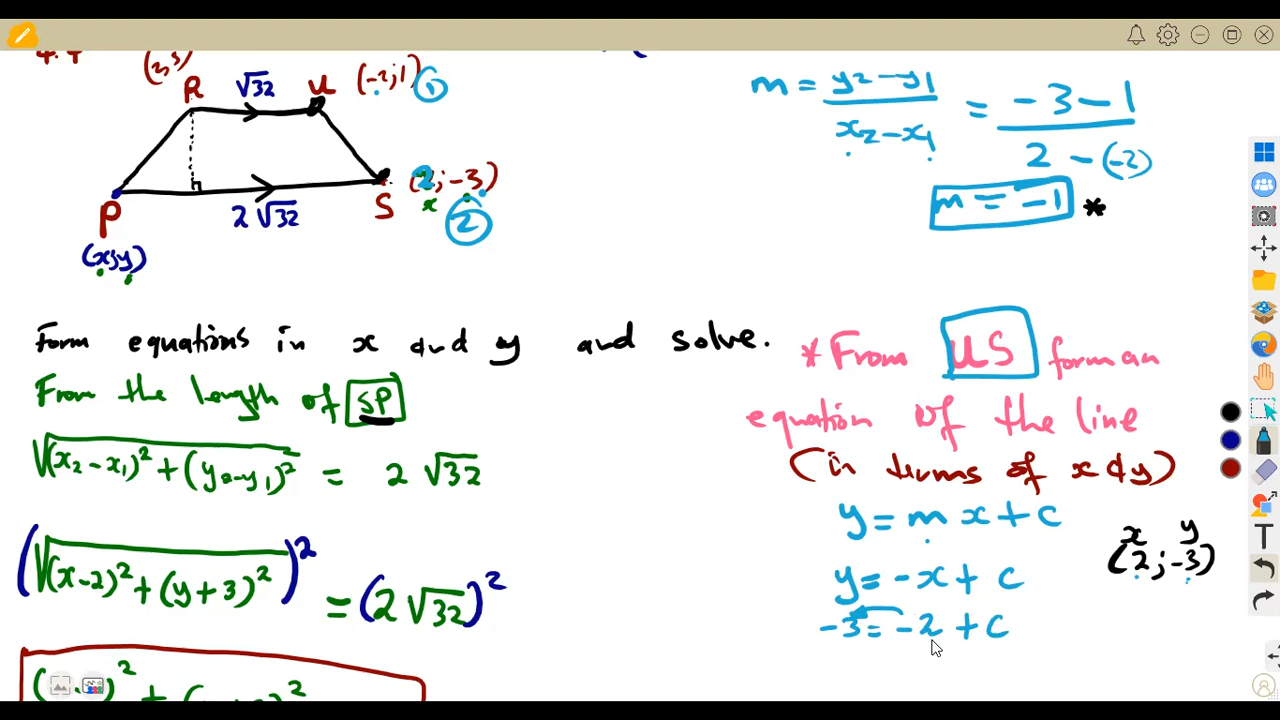 4.4
R
√32
U
(-2;1) ①
P
2√32
S
(2;-3)
x
②
(x;y)
m = y2-y1 / x2-x1 = -3-1 / 2-(-2)
m = -1 *
Form equations in x and y and solve.
From the length of SP
√(x2-x1)² + (y2-y1)² = 2√32
(√(x-2)² + (y+3)²)² = (2√32)²
* From US form an
equation of the line
(in terms of x & y)
y = mx + c
y = -x + c
-3 = -2 + c
x y
(2;-3)
T